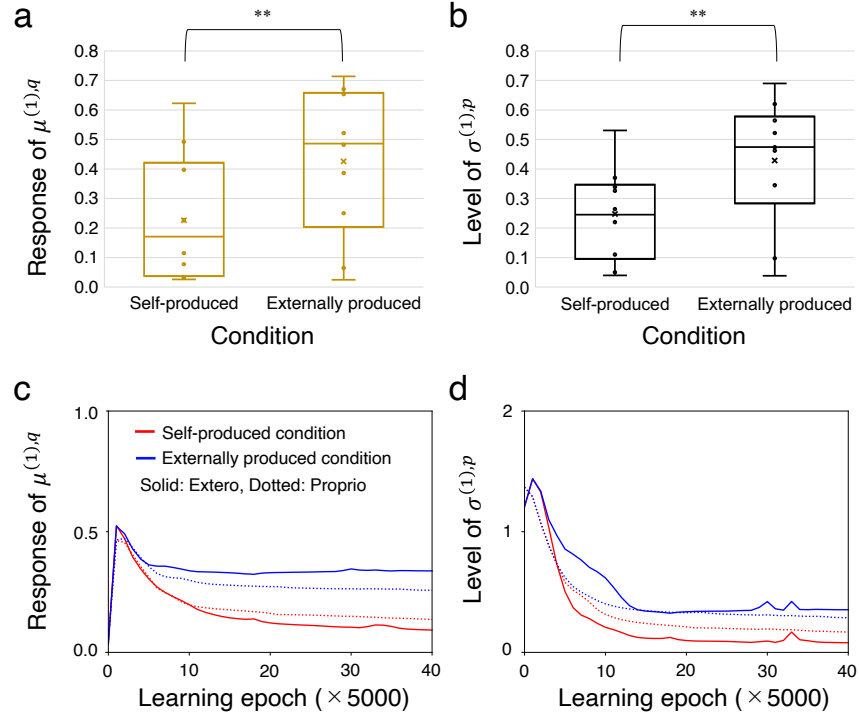 a
**
Response of μ^(1),q
0.8
0.7
0.6
0.5
0.4
0.3
0.2
0.1
0.0
Self-produced
Externally produced
Condition
b
**
Level of σ^(1),p
0.8
0.7
0.6
0.5
0.4
0.3
0.2
0.1
0.0
Self-produced
Externally produced
Condition
c
Response of μ^(1),q
1.0
0.5
0.0
Self-produced condition
Externally produced condition
Solid: Extero, Dotted: Proprio
0
10
20
30
40
Learning epoch (×5000)
d
Level of σ^(1),p
2
1
0
0
10
20
30
40
Learning epoch (×5000)